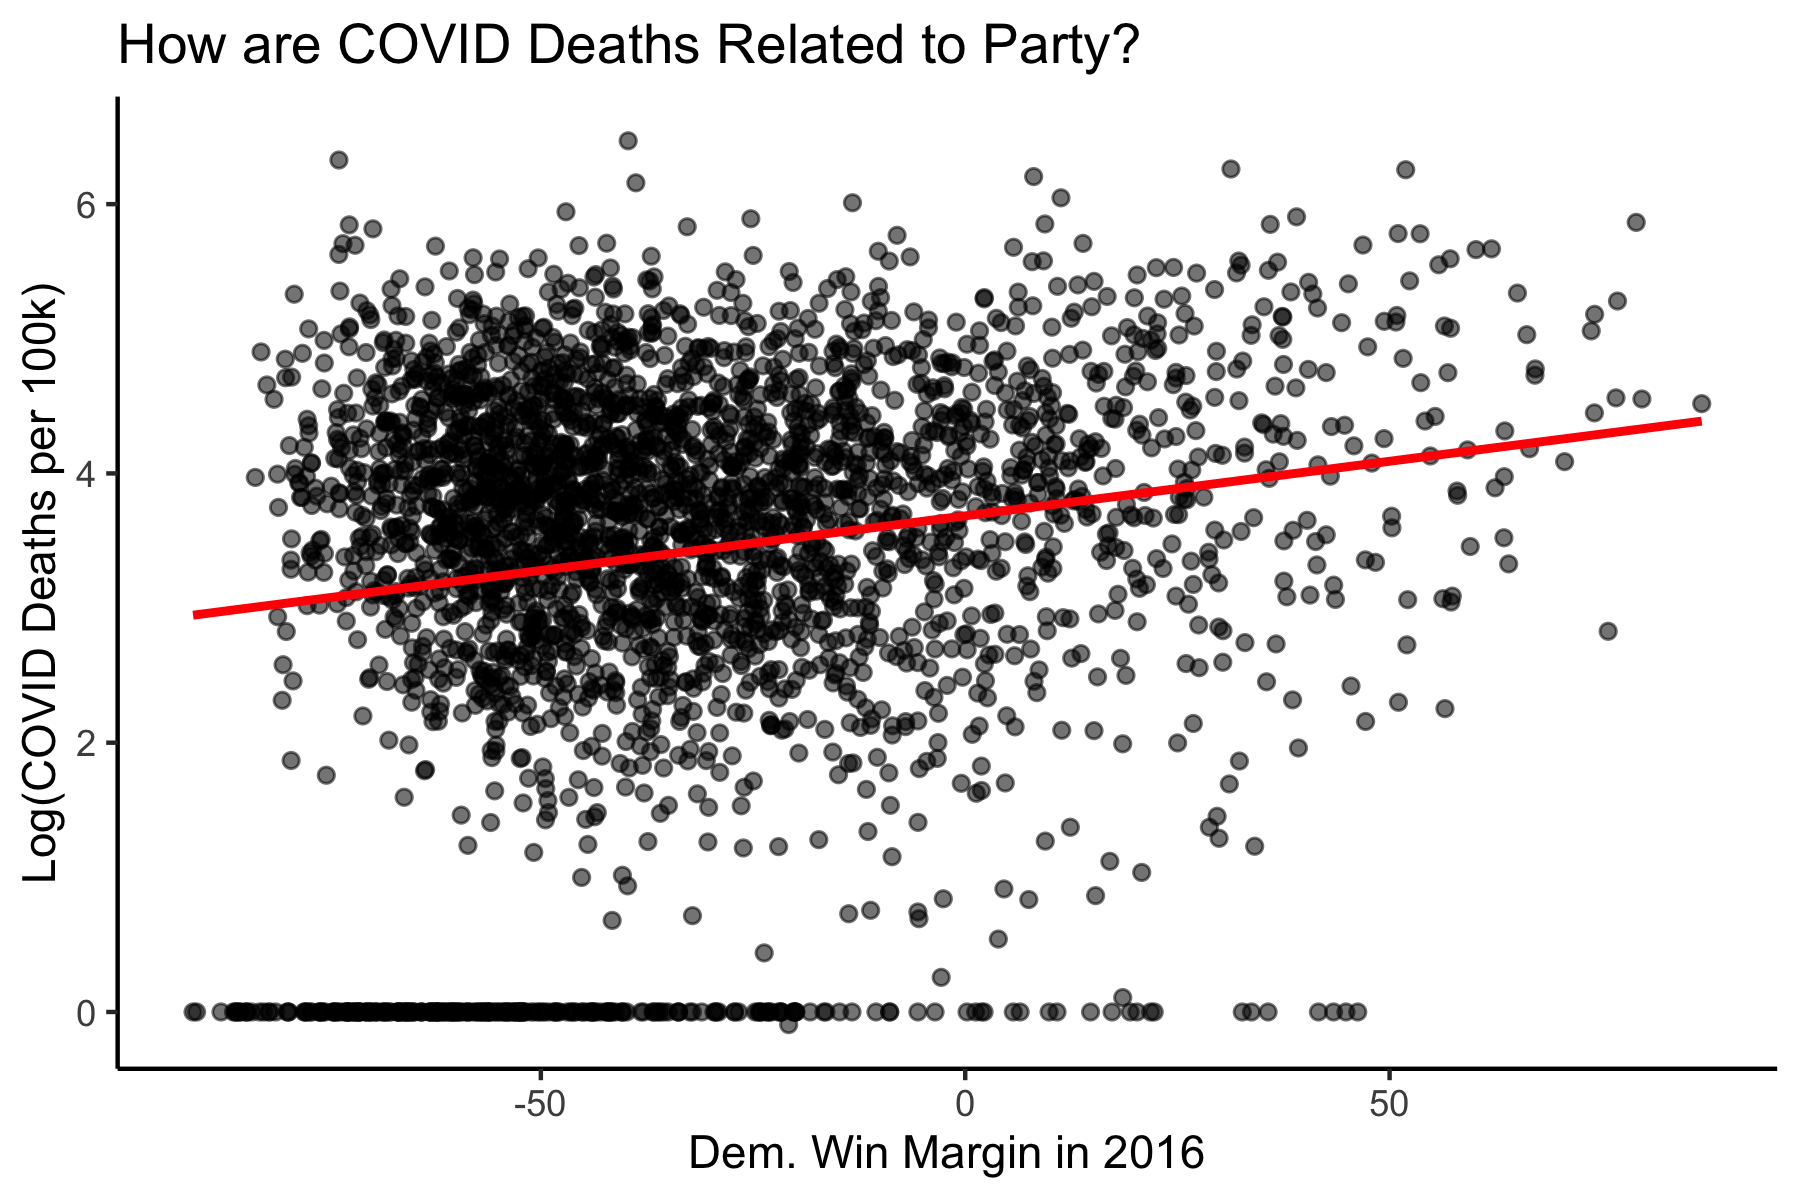 How are COVID Deaths Related to Party?
Log(COVID Deaths per 100k)
6
4
2
0
-50 0 50
Dem. Win Margin in 2016